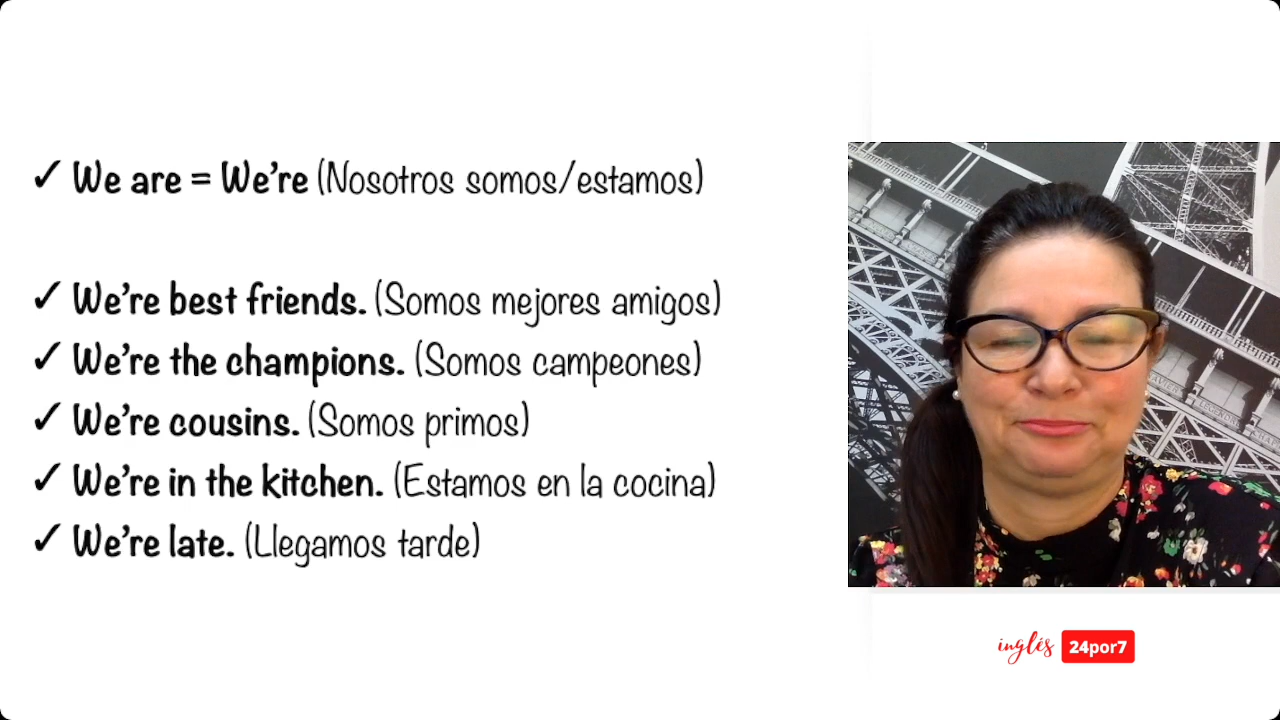 ✓ We are = We're (Nosotros somos/estamos)
✓ We're best friends. (Somos mejores amigos)
✓ We're the champions. (Somos campeones)
✓ We're cousins. (Somos primos)
✓ We're in the kitchen. (Estamos en la cocina)
✓ We're late. (Llegamos tarde)
inglés 24por7